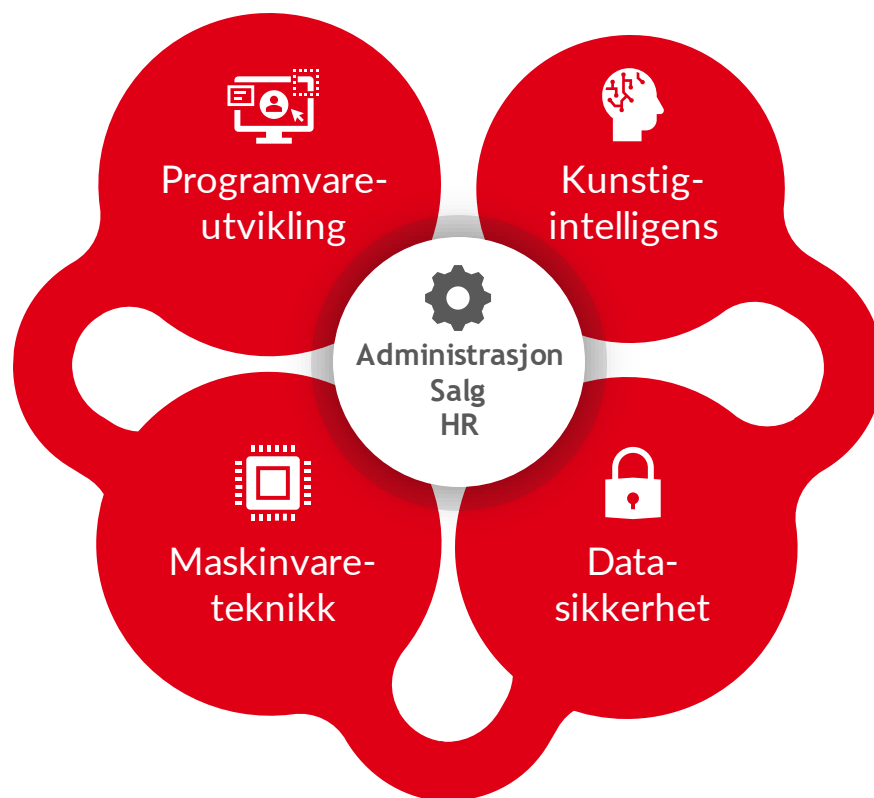 Programvare-
utvikling
Kunstig-
intelligens
Administrasjon
Salg
HR
Maskinvare-
teknikk
Data-
sikkerhet